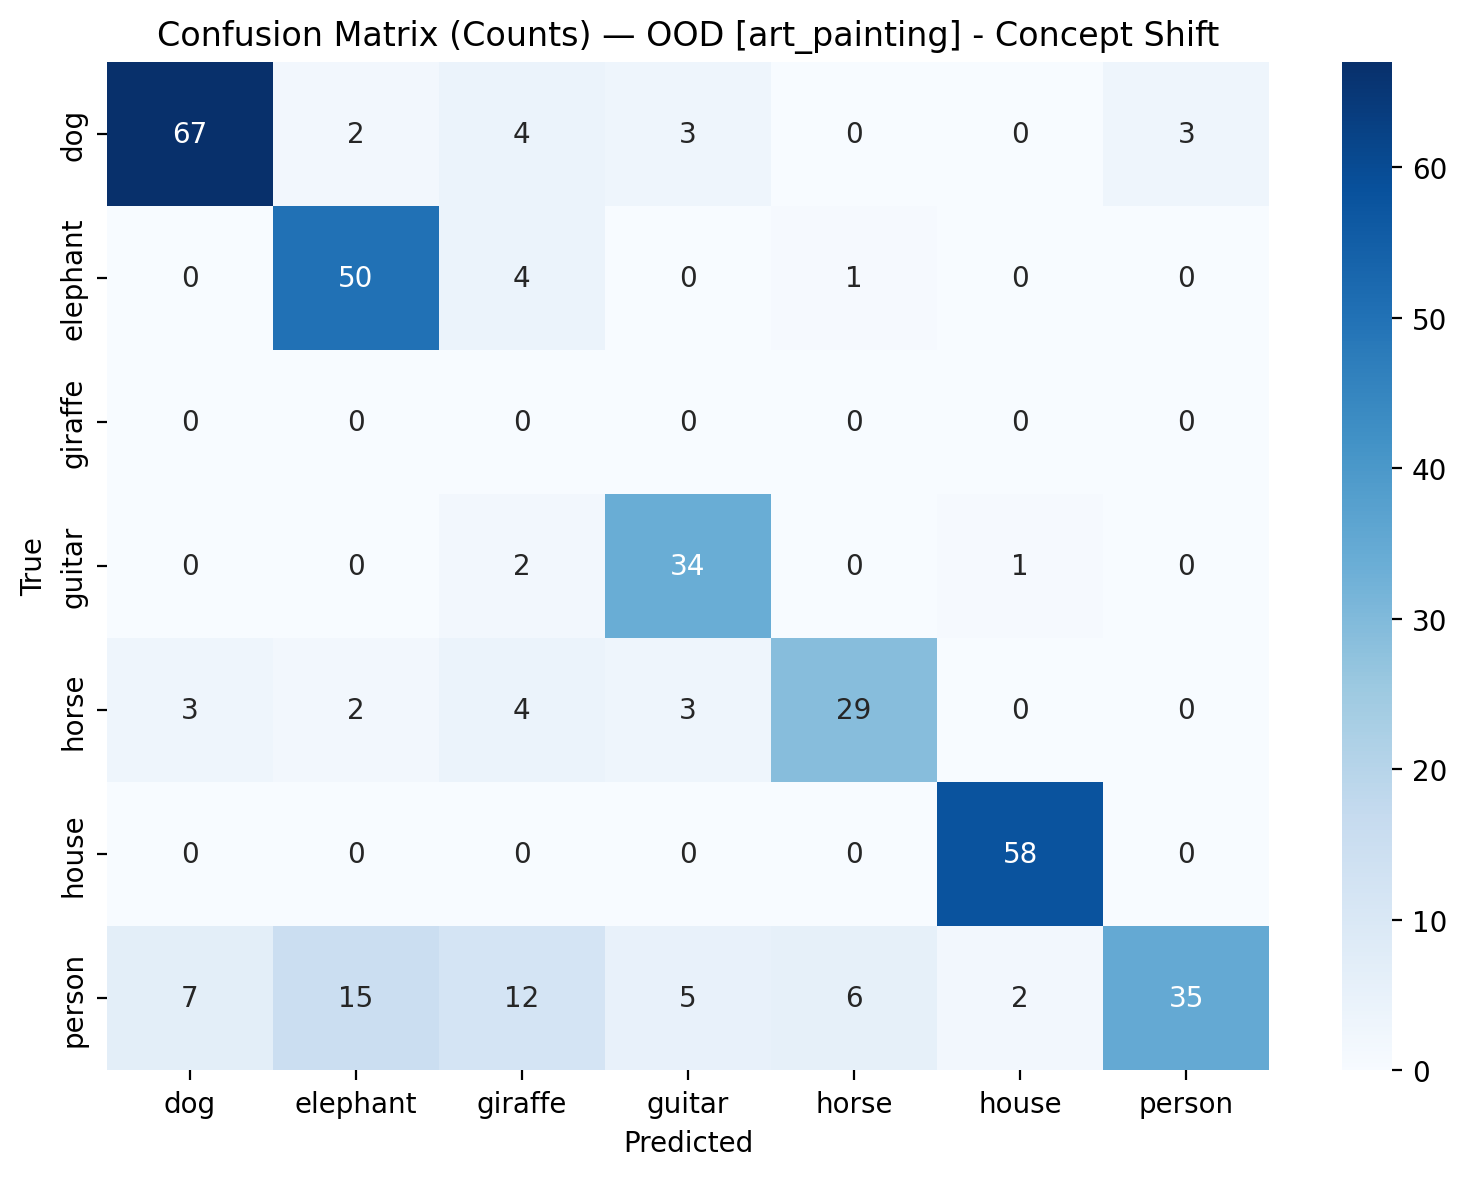 Confusion Matrix (Counts) — OOD [art_painting] - Concept Shift
True
dog 67 2 4 3 0 0 3
elephant 0 50 4 0 1 0 0
giraffe 0 0 0 0 0 0 0
guitar 0 0 2 34 0 1 0
horse 3 2 4 3 29 0 0
house 0 0 0 0 0 58 0
person 7 15 12 5 6 2 35
dog elephant giraffe guitar horse house person
Predicted
60
50
40
30
20
10
0